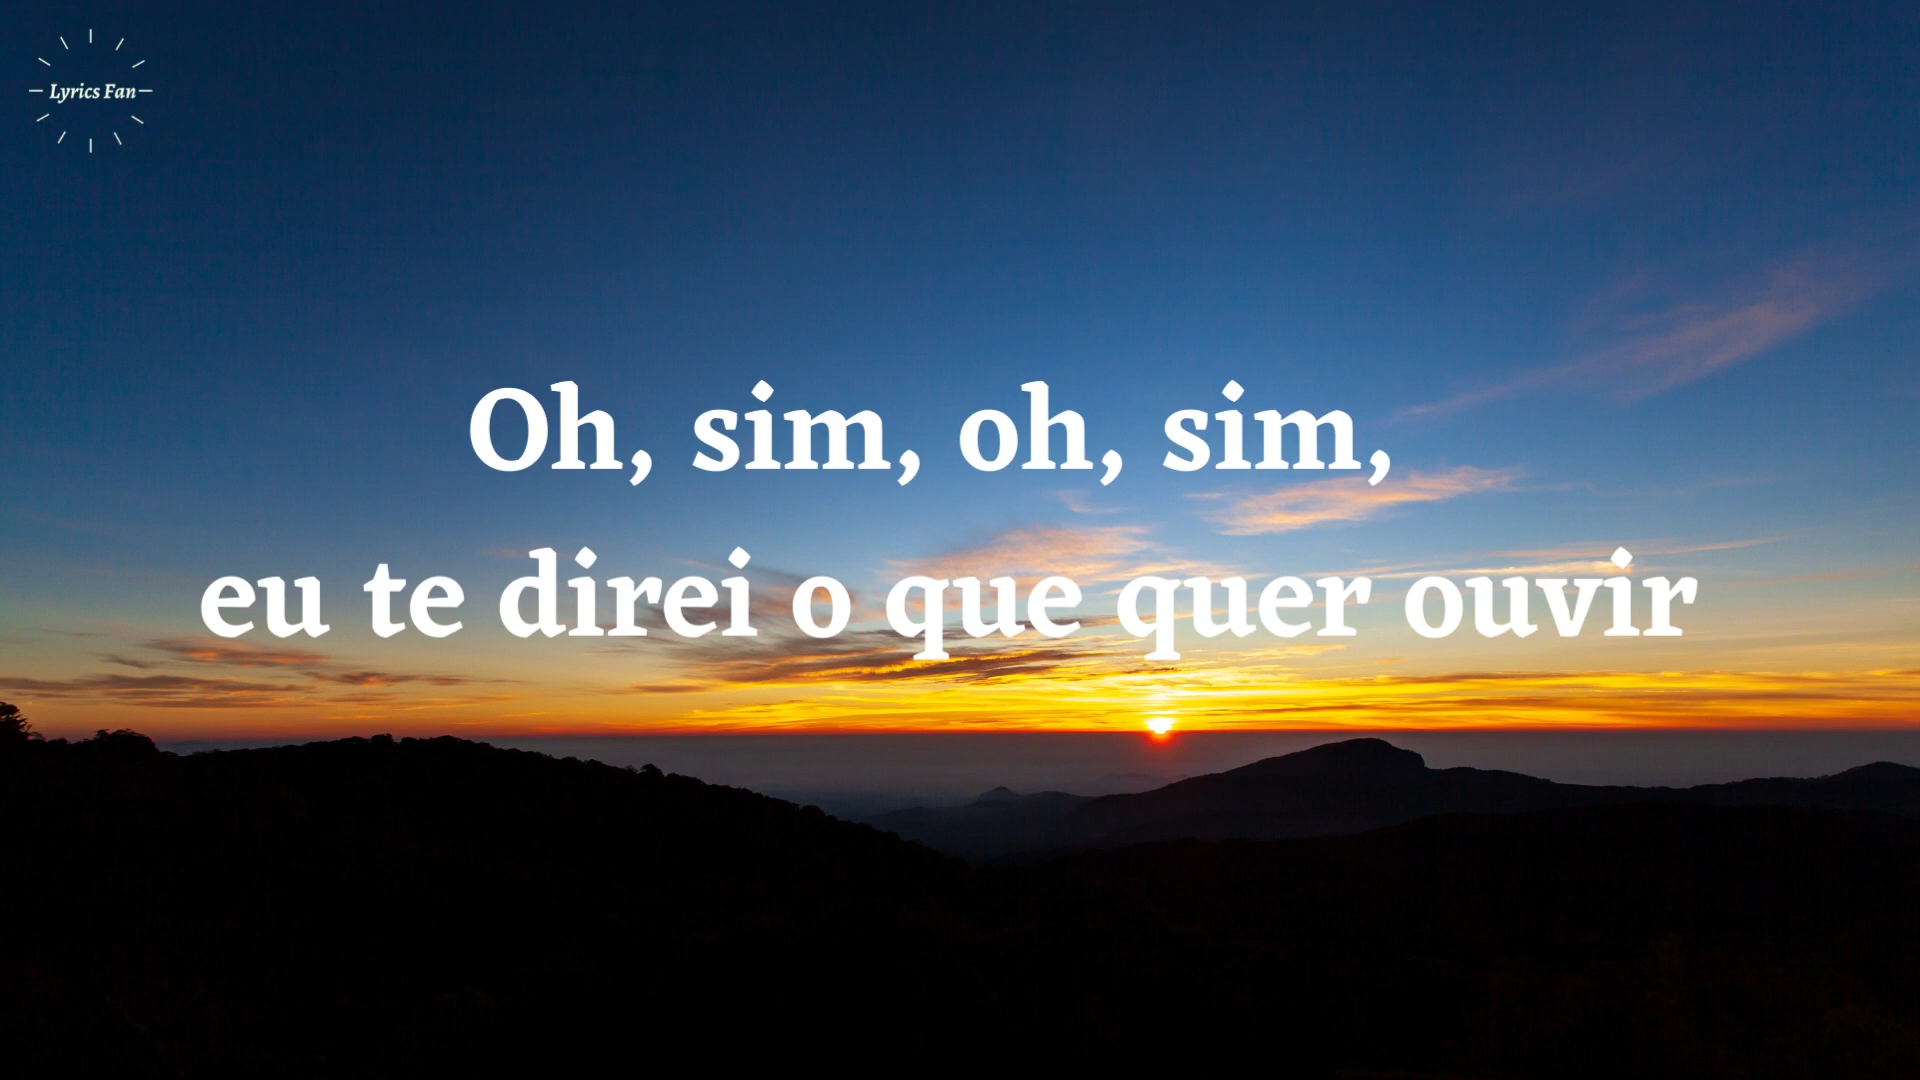 Lyrics Fan
Oh, sim, oh, sim,
eu te direi o que quer ouvir